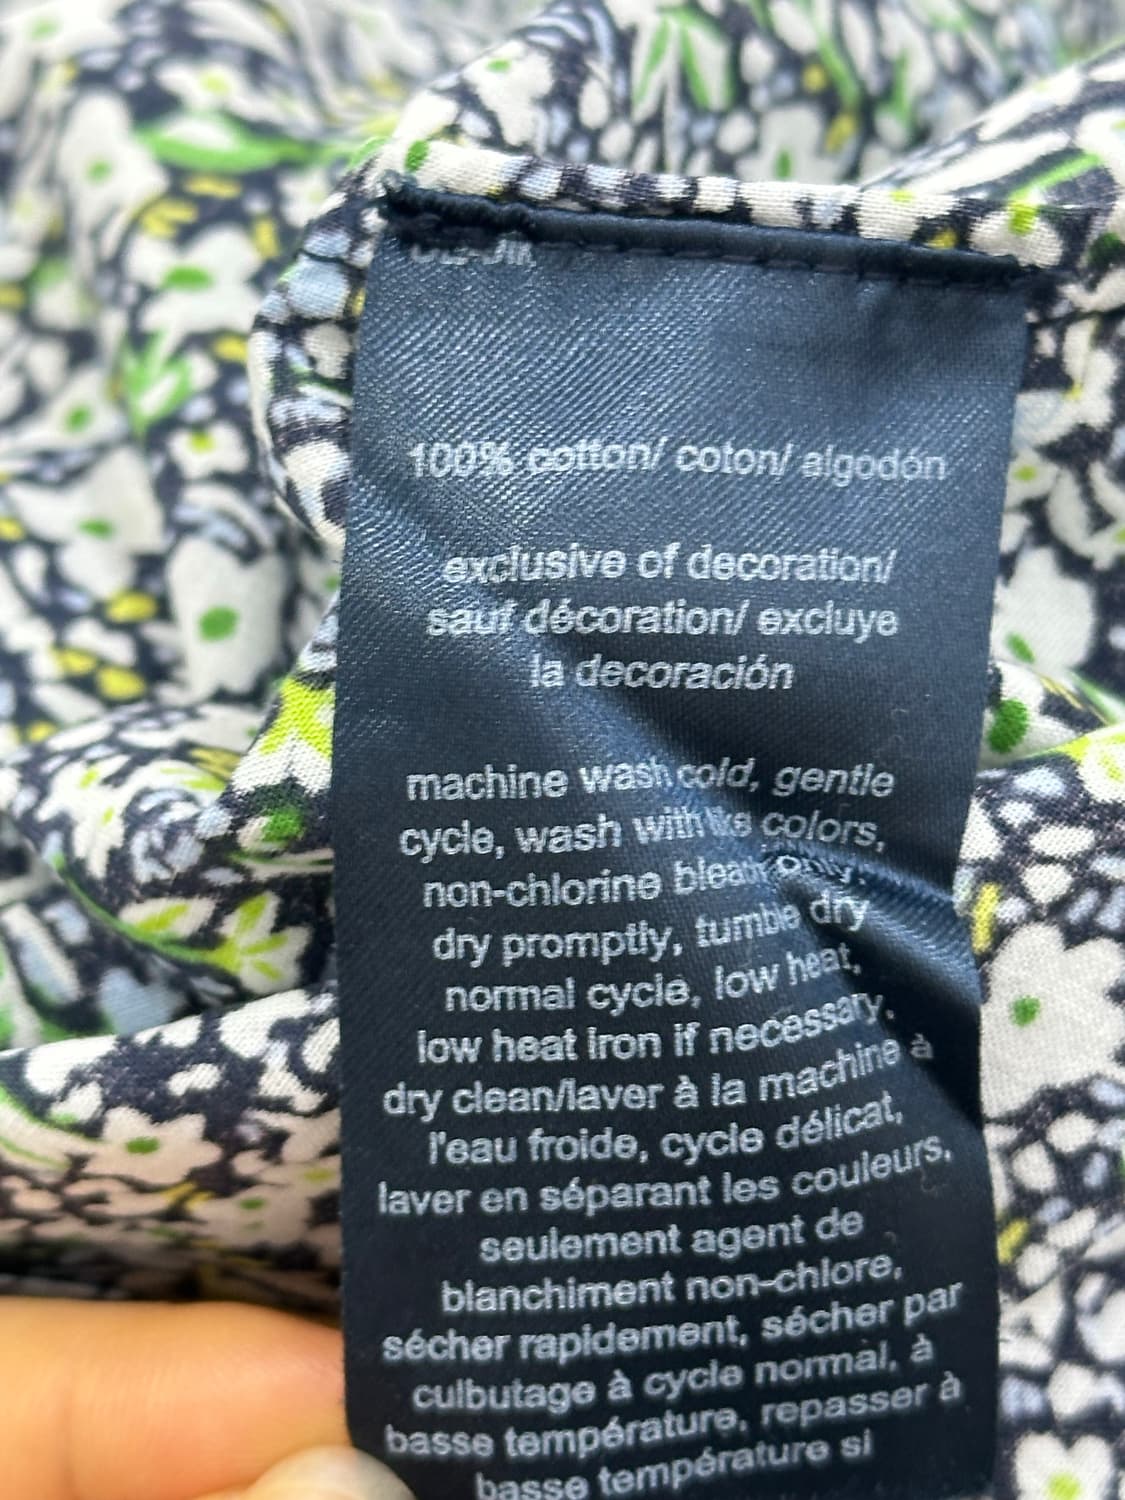 100% cotton/ coton/ algodón
exclusive of decoration/
sauf décoration/ excluye
la decoración
machine wash cold, gentle
cycle, wash with like colors,
non-chlorine bleach only.
dry promptly, tumble dry
normal cycle, low heat,
low heat iron if necessary.
dry clean/laver à la machine à
l'eau froide, cycle délicat,
laver en séparant les couleurs,
seulement agent de
blanchiment non-chlore,
sécher rapidement, sécher par
culbutage à cycle normal, à
basse température, repasser à
basse température si